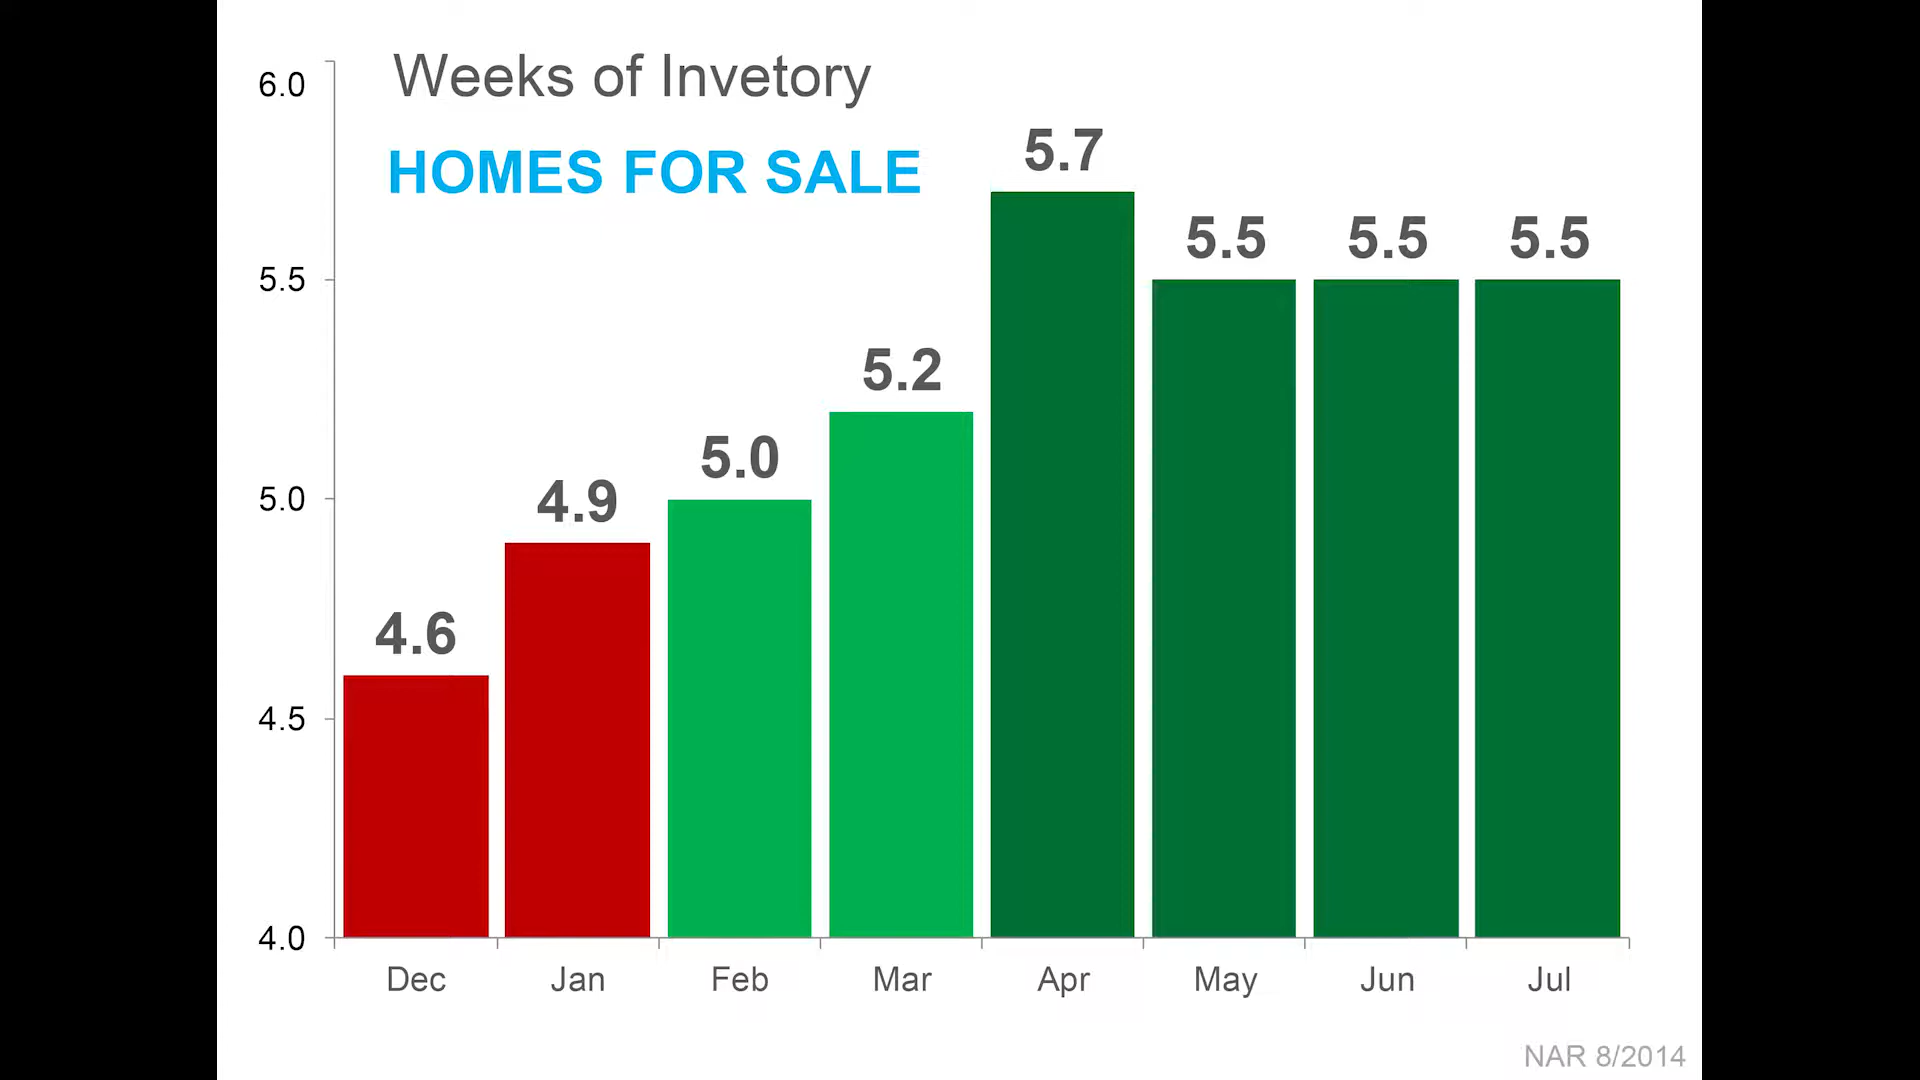 Weeks of Invetory
HOMES FOR SALE
6.0
5.5
5.0
4.5
4.0
4.6
4.9
5.0
5.2
5.7
5.5
5.5
5.5
Dec
Jan
Feb
Mar
Apr
May
Jun
Jul
NAR 8/2014